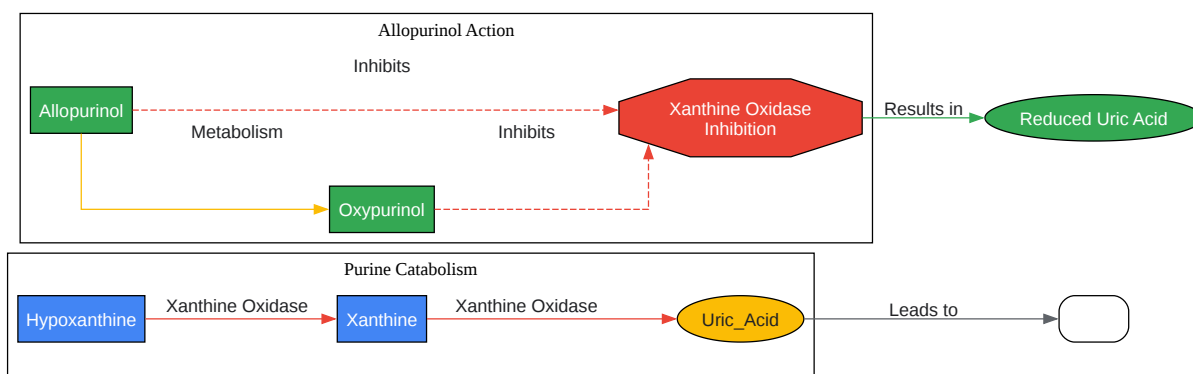 Allopurinol Action
Inhibits
Allopurinol
Metabolism
Inhibits
Xanthine Oxidase
Inhibition
Results in
Reduced Uric Acid
Oxypurinol
Purine Catabolism
Hypoxanthine
Xanthine Oxidase
Xanthine
Xanthine Oxidase
Uric_Acid
Leads to